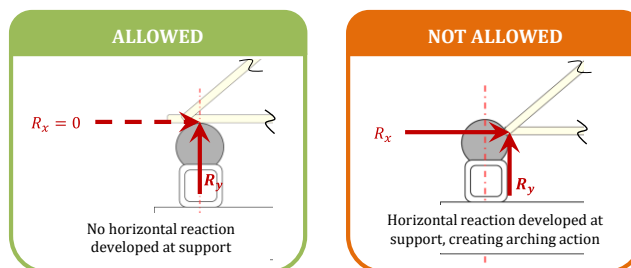 ALLOWED
R_x = 0
R_y
No horizontal reaction
developed at support
NOT ALLOWED
R_x
R_y
Horizontal reaction developed at
support, creating arching action